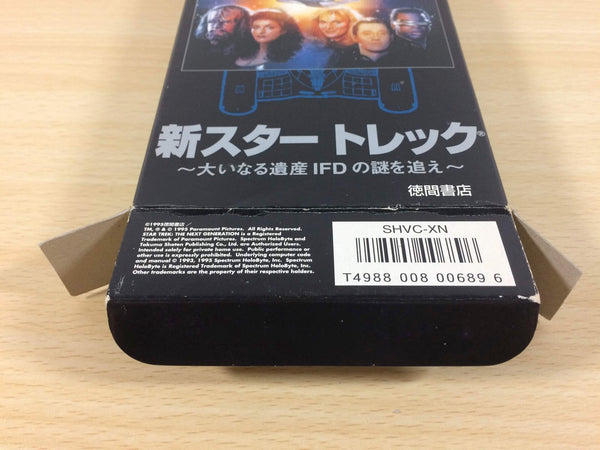 新スタートレック®
～大いなる遺産 IFD の謎を追え～
徳間書店
©1995徳間書店/
TM, ® & © 1995 Paramount Pictures. All Rights Reserved.
STAR TREK: THE NEXT GENERATION is a Registered
Trademark of Paramount Pictures. Spectrum HoloByte, Inc. and
Tokuma Shoten Publishing Co., Ltd. are Authorized Users.
Intended solely for private home use. Public performance or
other use is expressly prohibited. Underlying computer code
and manual © 1992, 1995 Spectrum HoloByte, Inc. Spectrum
HoloByte is Registered Trademark of Spectrum HoloByte, Inc.
Other trademarks are the property of their respective holders.
SHVC-XN
T4988 008 00689 6